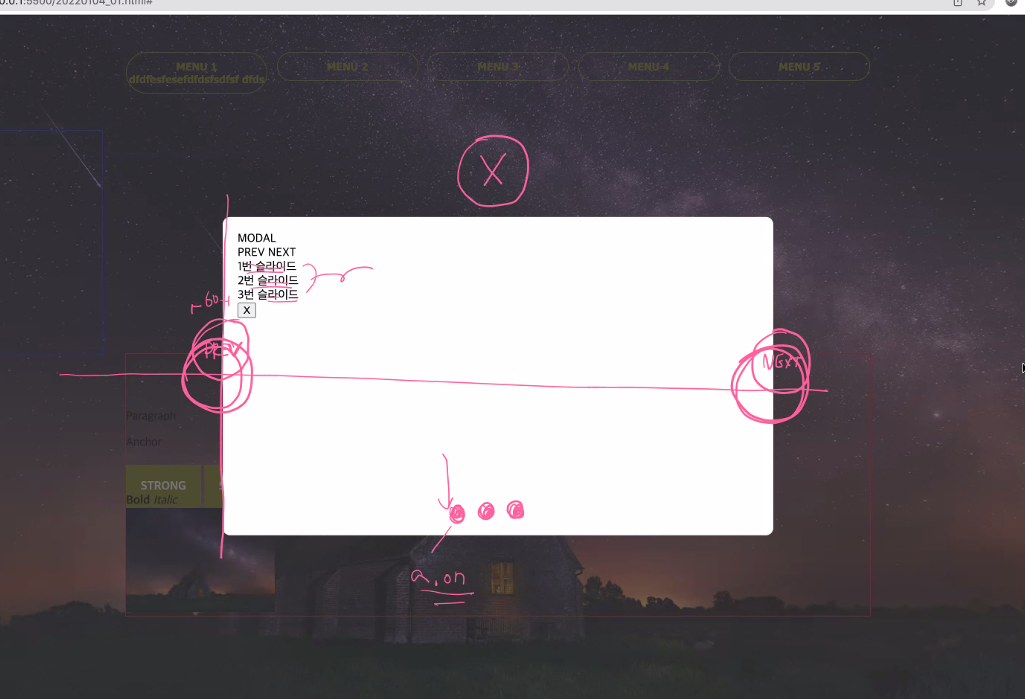 0.0.1:5500/20220104_01.html#
MENU 1
dfdfesfesefdfdsfsdfsf dfds
MENU 2
MENU 3
MENU 4
MENU 5
X
MODAL
PREV NEXT
1번 슬라이드
2번 슬라이드
3번 슬라이드
X
60
PREV
NEXT
Paragraph
Anchor
STRONG
Bold Italic
a.on